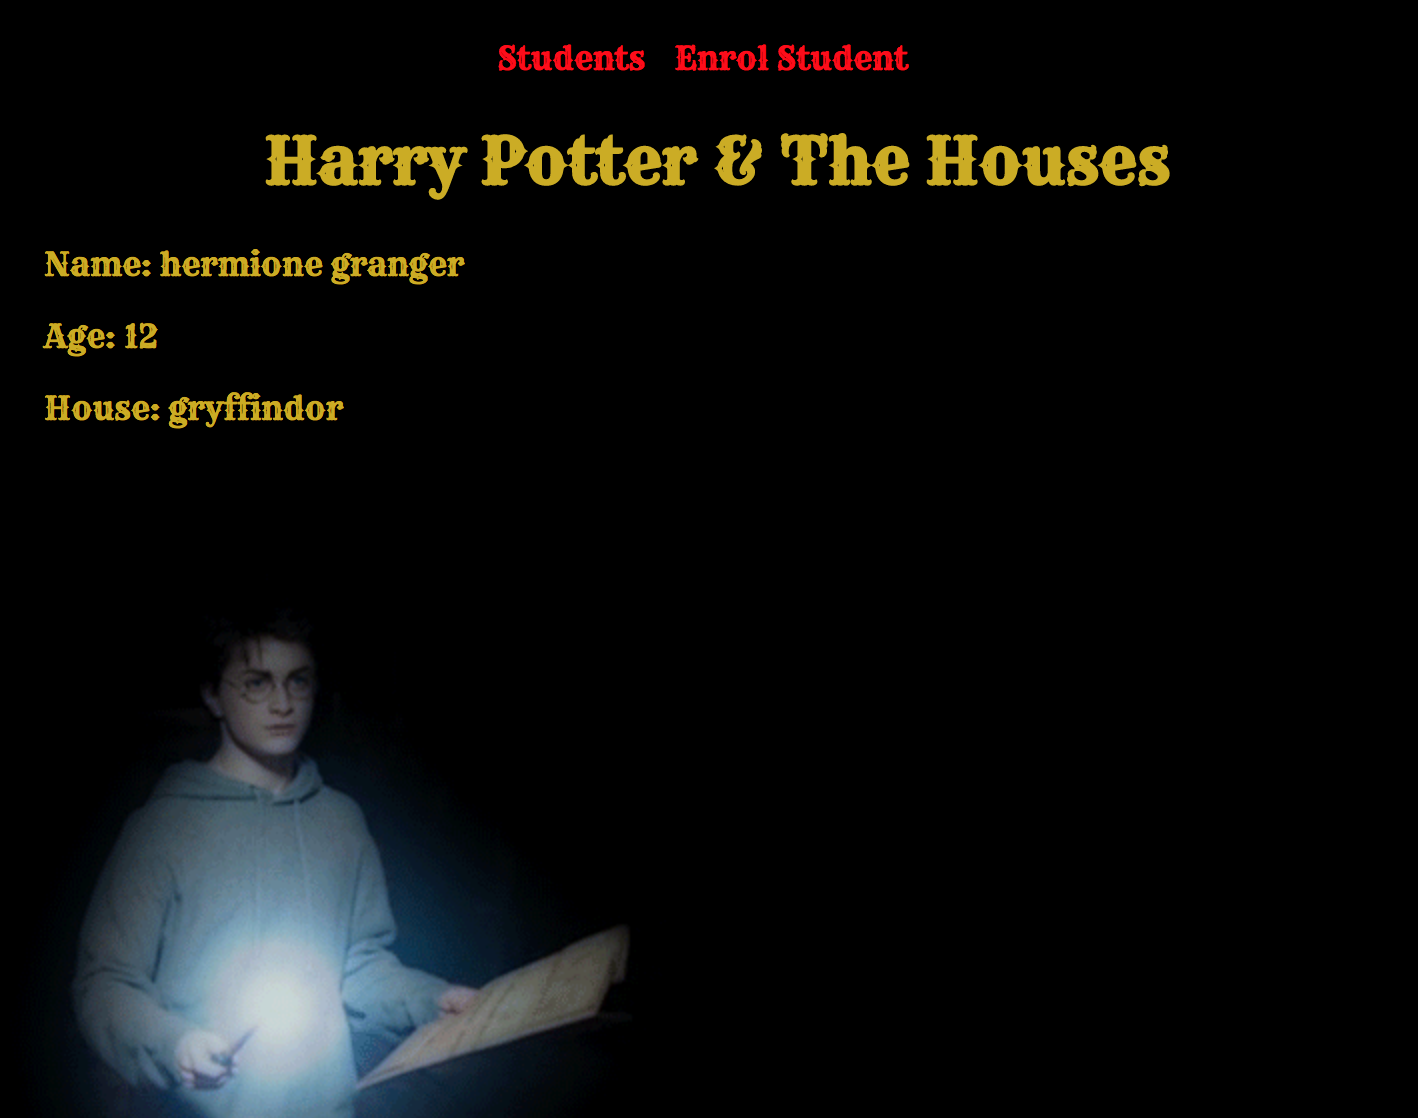 Students Enrol Student
Harry Potter & The Houses
Name: hermione granger
Age: 12
House: gryffindor